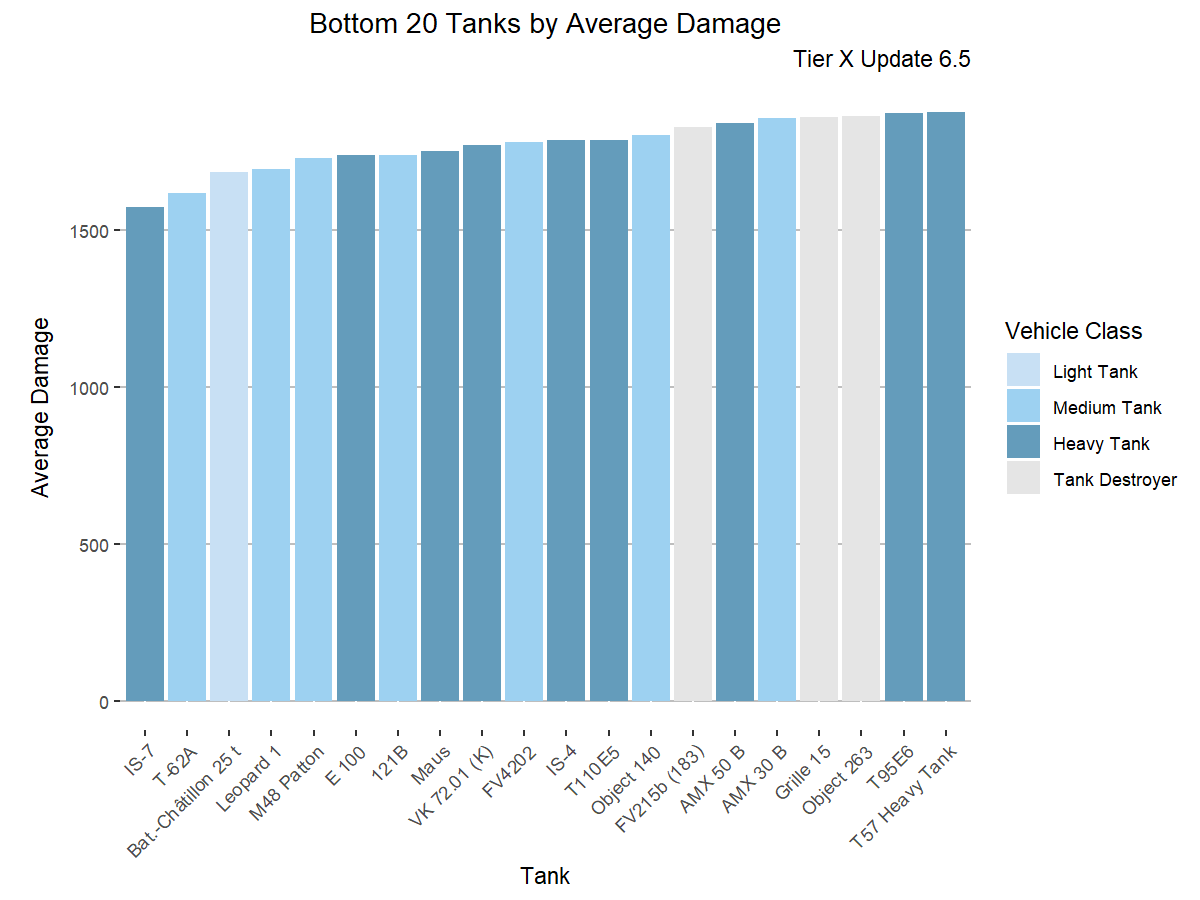 Bottom 20 Tanks by Average Damage
Tier X Update 6.5
Average Damage
1500
1000
500
0
IS-7
T-62A
Bat.-Châtillon 25 t
Leopard 1
M48 Patton
E 100
121B
Maus
VK 72.01 (K)
FV4202
IS-4
T110E5
Object 140
FV215b (183)
AMX 50 B
AMX 30 B
Grille 15
Object 263
T95E6
T57 Heavy Tank
Tank
Vehicle Class
Light Tank
Medium Tank
Heavy Tank
Tank Destroyer